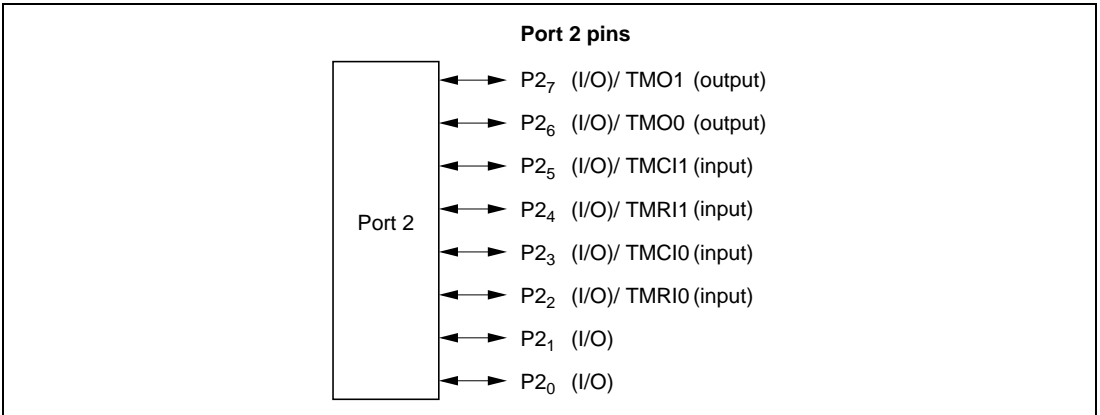 Port 2 pins
P2₇ (I/O)/ TMO1 (output)
P2₆ (I/O)/ TMO0 (output)
P2₅ (I/O)/ TMCI1 (input)
P2₄ (I/O)/ TMRI1 (input)
Port 2
P2₃ (I/O)/ TMCI0 (input)
P2₂ (I/O)/ TMRI0 (input)
P2₁ (I/O)
P2₀ (I/O)